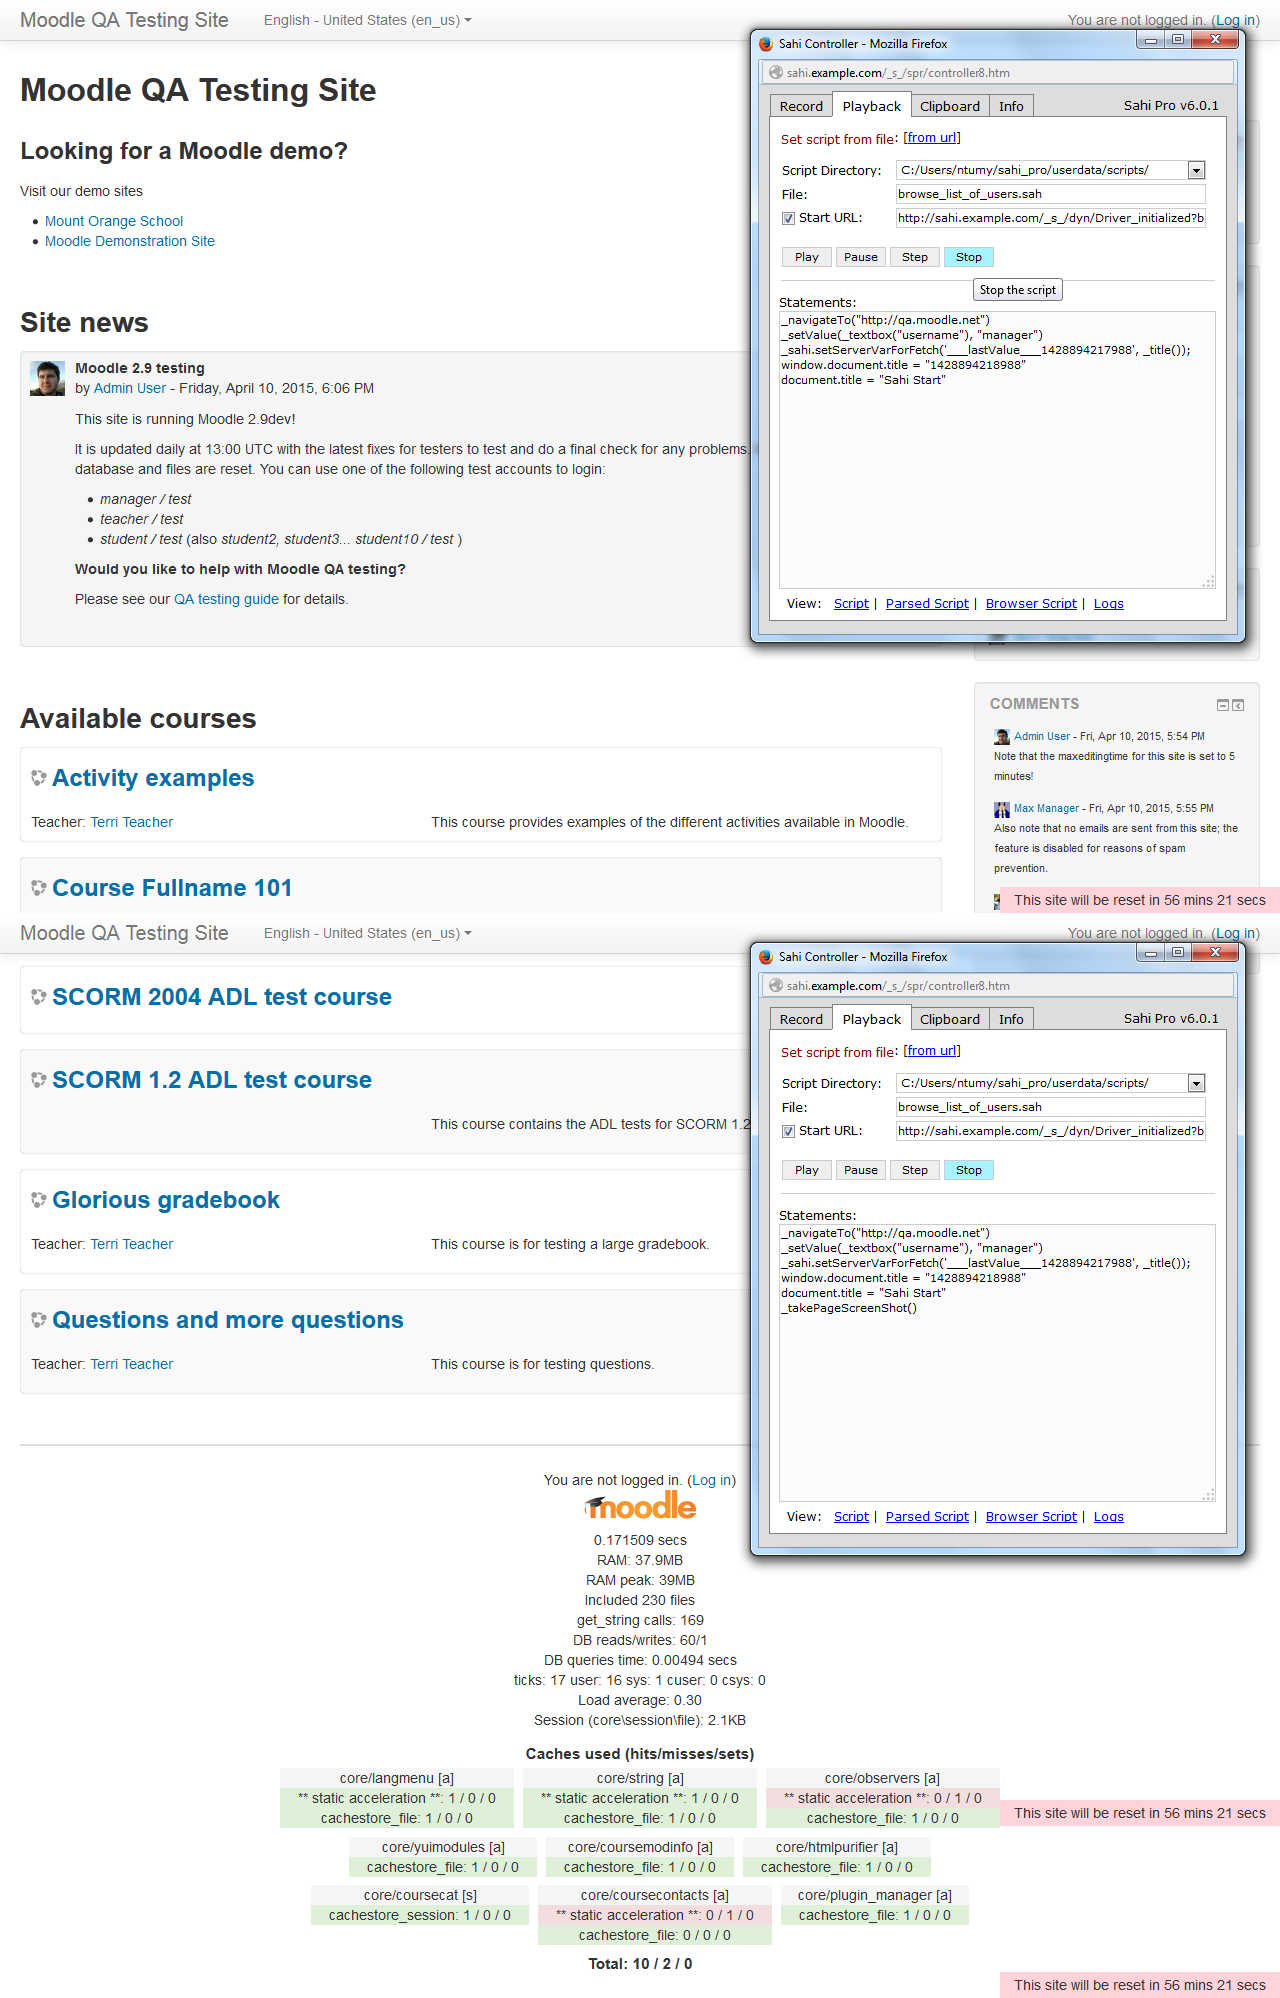 Moodle QA Testing Site
English - United States (en_us)
You are not logged in. (Log in)
Moodle QA Testing Site
Looking for a Moodle demo?
Visit our demo sites
Mount Orange School
Moodle Demonstration Site
Site news
Moodle 2.9 testing
by Admin User - Friday, April 10, 2015, 6:06 PM
This site is running Moodle 2.9dev!
It is updated daily at 13:00 UTC with the latest fixes for testers to test and do a final check for any problems.
database and files are reset. You can use one of the following test accounts to login:
manager / test
teacher / test
student / test (also student2, student3... student10 / test )
Would you like to help with Moodle QA testing?
Please see our QA testing guide for details.
Sahi Controller - Mozilla Firefox
sahi.example.com/_s_/spr/controller8.htm
Record Playback Clipboard Info Sahi Pro v6.0.1
Set script from file: [from url]
Script Directory: C:/Users/ntumy/sahi_pro/userdata/scripts/
File: browse_list_of_users.sah
Start URL: http://sahi.example.com/_s_/dyn/Driver_initialized?b
Play Pause Step Stop
Stop the script
Statements:
_navigateTo("http://qa.moodle.net")
_setValue(_textbox("username"), "manager")
_sahi.setServerVarForFetch('___lastValue___1428894217988', _title());
window.document.title = "1428894218988"
document.title = "Sahi Start"
View: Script | Parsed Script | Browser Script | Logs
Available courses
Activity examples
Teacher: Terri Teacher This course provides examples of the different activities available in Moodle.
Course Fullname 101
COMMENTS
Admin User - Fri, Apr 10, 2015, 5:54 PM
Note that the maxeditingtime for this site is set to 5
minutes!
Max Manager - Fri, Apr 10, 2015, 5:55 PM
Also note that no emails are sent from this site; the
feature is disabled for reasons of spam
prevention.
This site will be reset in 56 mins 21 secs
Moodle QA Testing Site
English - United States (en_us)
You are not logged in. (Log in)
SCORM 2004 ADL test course
SCORM 1.2 ADL test course
This course contains the ADL tests for SCORM 1.2
Glorious gradebook
Teacher: Terri Teacher This course is for testing a large gradebook.
Questions and more questions
Teacher: Terri Teacher This course is for testing questions.
Sahi Controller - Mozilla Firefox
sahi.example.com/_s_/spr/controller8.htm
Record Playback Clipboard Info Sahi Pro v6.0.1
Set script from file: [from url]
Script Directory: C:/Users/ntumy/sahi_pro/userdata/scripts/
File: browse_list_of_users.sah
Start URL: http://sahi.example.com/_s_/dyn/Driver_initialized?b
Play Pause Step Stop
Statements:
_navigateTo("http://qa.moodle.net")
_setValue(_textbox("username"), "manager")
_sahi.setServerVarForFetch('___lastValue___1428894217988', _title());
window.document.title = "1428894218988"
document.title = "Sahi Start"
_takePageScreenShot()
View: Script | Parsed Script | Browser Script | Logs
You are not logged in. (Log in)
moodle
0.171509 secs
RAM: 37.9MB
RAM peak: 39MB
Included 230 files
get_string calls: 169
DB reads/writes: 60/1
DB queries time: 0.00494 secs
ticks: 17 user: 16 sys: 1 cuser: 0 csys: 0
Load average: 0.30
Session (core\session\file): 2.1KB
Caches used (hits/misses/sets)
core/langmenu [a] core/string [a] core/observers [a]
** static acceleration **: 1 / 0 / 0 ** static acceleration **: 1 / 0 / 0 ** static acceleration **: 0 / 1 / 0
cachestore_file: 1 / 0 / 0 cachestore_file: 1 / 0 / 0 cachestore_file: 1 / 0 / 0
This site will be reset in 56 mins 21 secs
core/yuimodules [a] core/coursemodinfo [a] core/htmlpurifier [a]
cachestore_file: 1 / 0 / 0 cachestore_file: 1 / 0 / 0 cachestore_file: 1 / 0 / 0
core/coursecat [s] core/coursecontacts [a] core/plugin_manager [a]
cachestore_session: 1 / 0 / 0 ** static acceleration **: 0 / 1 / 0 cachestore_file: 1 / 0 / 0
cachestore_file: 0 / 0 / 0
Total: 10 / 2 / 0
This site will be reset in 56 mins 21 secs